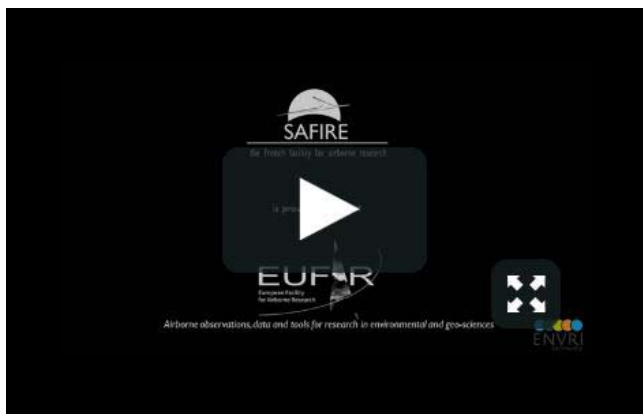 SAFIRE
the French facility for airborne research
is
EUFAR
European Facility
for Airborne Research
Airborne observations, data and tools for research in environmental and geo-sciences
ENVRI